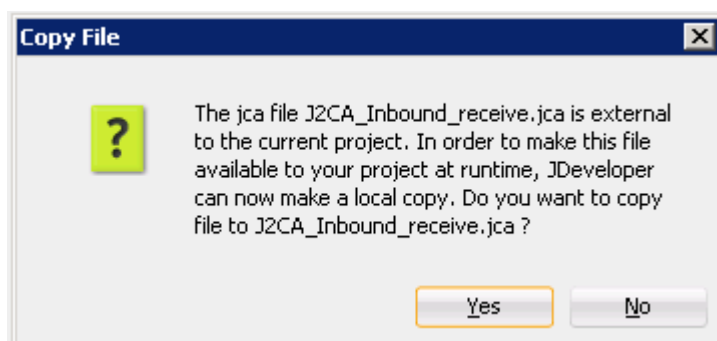 Copy File
The jca file J2CA_Inbound_receive.jca is external
to the current project. In order to make this file
available to your project at runtime, JDeveloper
can now make a local copy. Do you want to copy
file to J2CA_Inbound_receive.jca ?
Yes No